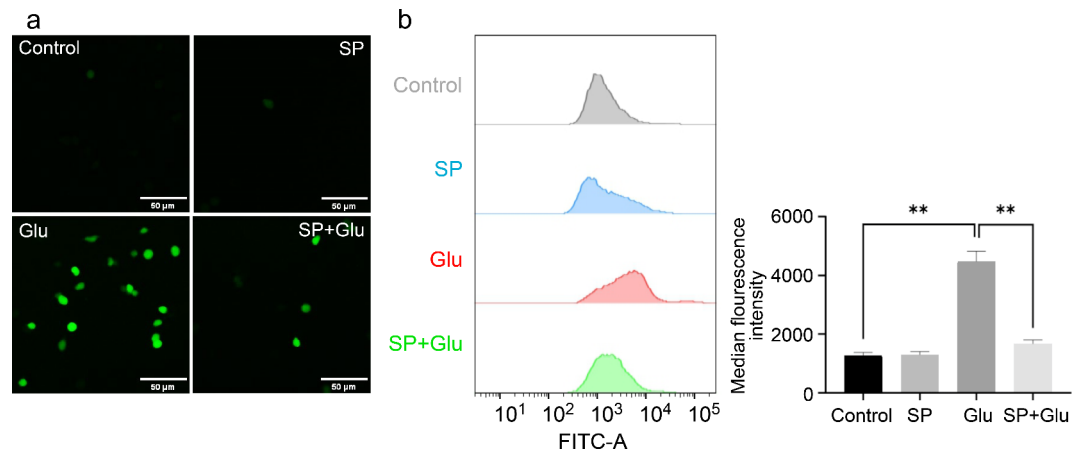 a
Control
SP
50 µm
50 µm
Glu
SP+Glu
50 µm
50 µm
b
Control
SP
Glu
SP+Glu
10¹ 10² 10³ 10⁴ 10⁵
FITC-A
Median flourescence
intensity
6000
4000
2000
0
**
**
Control SP Glu SP+Glu